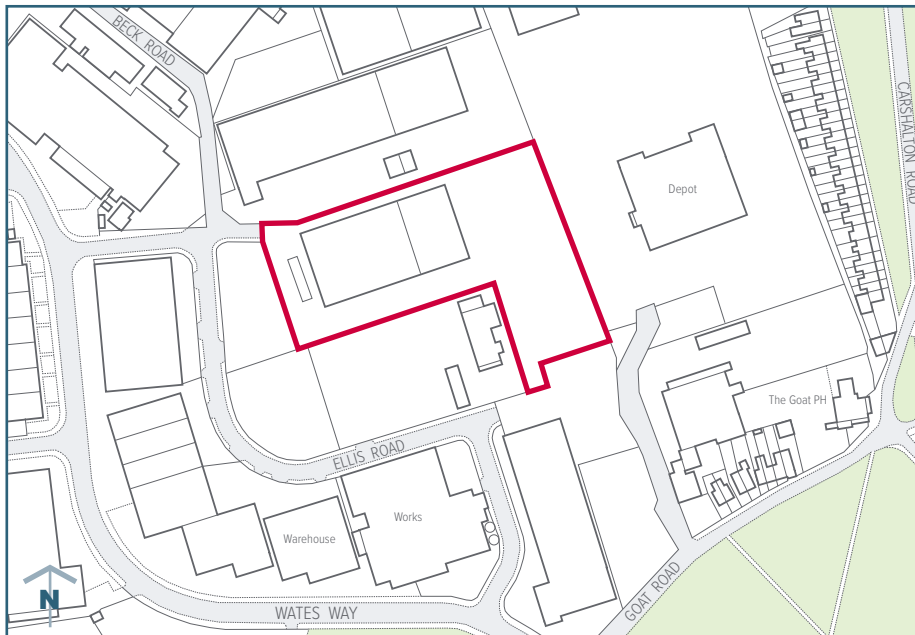 BECK ROAD
CARSHALTON ROAD
Depot
The Goat PH
ELLIS ROAD
Works
Warehouse
GOAT ROAD
N
WATES WAY